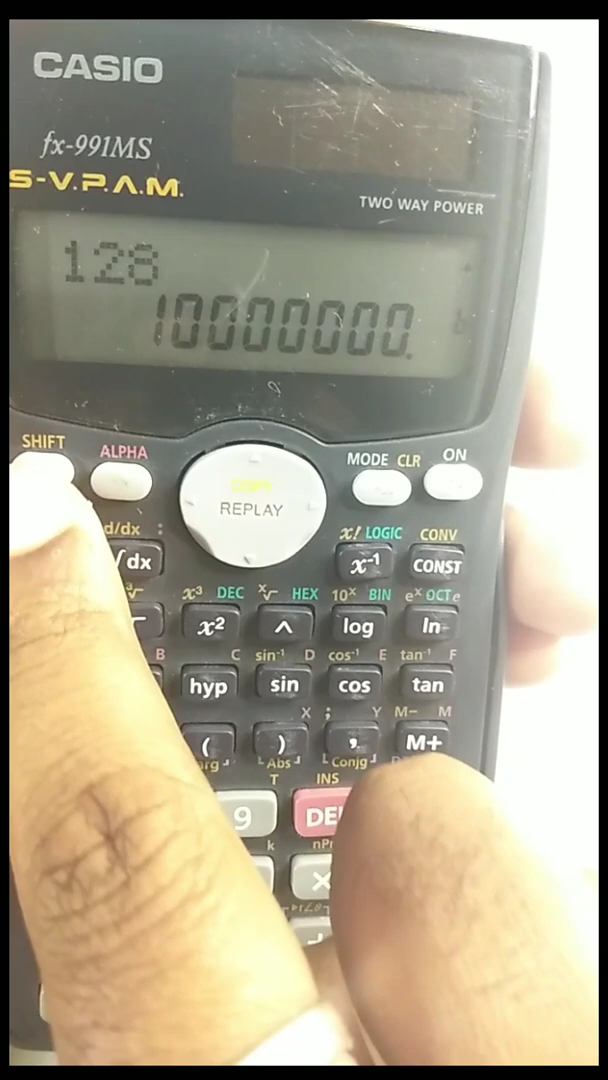 CASIO
fx-991MS
S-V.P.A.M.
TWO WAY POWER
128
10000000.
b
SHIFT ALPHA MODE CLR ON
COPY
REPLAY
d/dx : x! LOGIC CONV
∫dx x⁻¹ CONST
x³ DEC ˣ√ HEX 10ˣ BIN eˣ OCT e
x² ^ log ln
B C sin⁻¹ D cos⁻¹ E tan⁻¹ F
hyp sin cos tan
X ; Y M− M
( ) , M+
arg Abs Conjg
T INS
9 DEL
k nPr
×